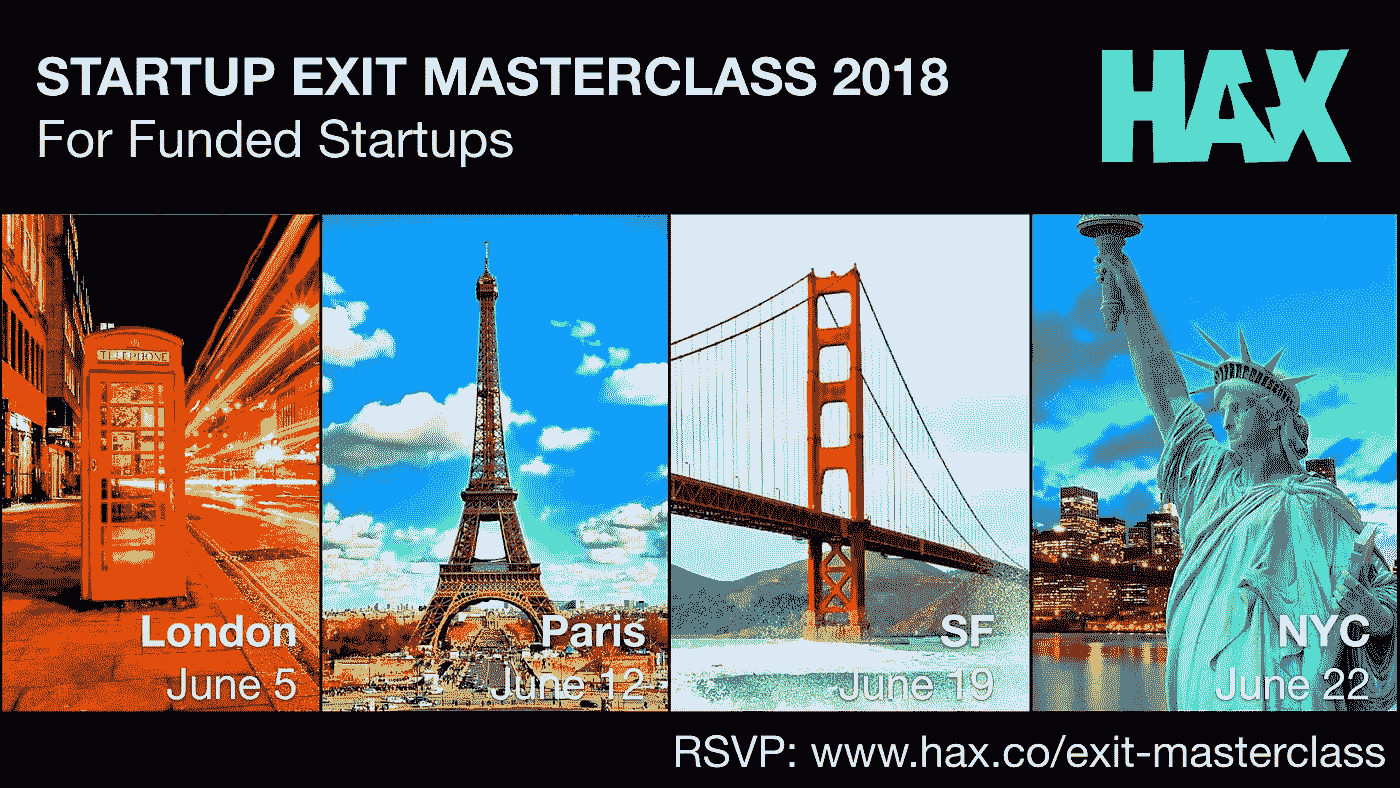 STARTUP EXIT MASTERCLASS 2018
For Funded Startups
HAX
TELEPHONE
London
June 5
Paris
June 12
SF
June 19
NYC
June 22
RSVP: www.hax.co/exit-masterclass